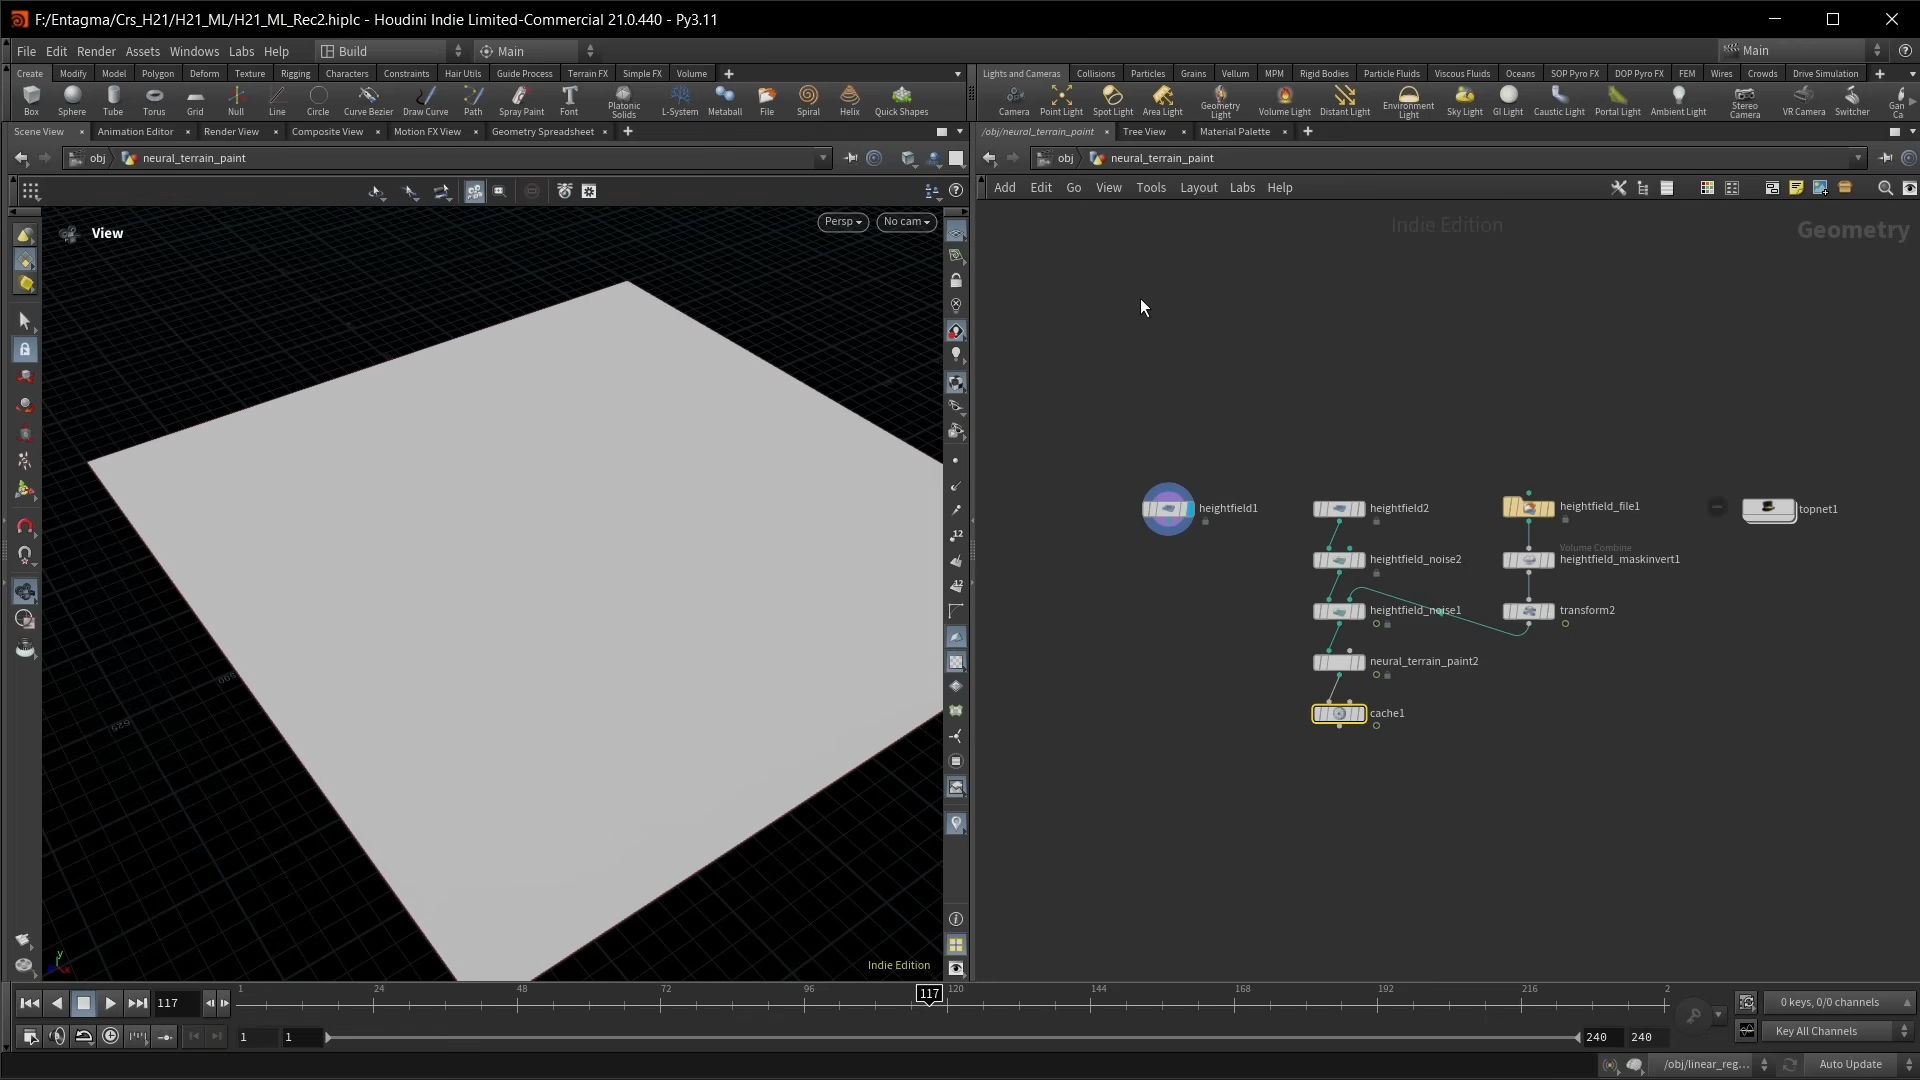 F:/Entagma/Crs_H21/H21_ML/H21_ML_Rec2.hiplc - Houdini Indie Limited-Commercial 21.0.440 - Py3.11
File Edit Render Assets Windows Labs Help Build Main Main
Create Modify Model Polygon Deform Texture Rigging Characters Constraints Hair Utils Guide Process Terrain FX Simple FX Volume
Lights and Cameras Collisions Particles Grains Vellum MPM Rigid Bodies Particle Fluids Viscous Fluids Oceans SOP Pyro FX DOP Pyro FX FEM Wires Crowds Drive Simulation
Box Sphere Tube Torus Grid Null Line Circle Curve Bezier Draw Curve Path Spray Paint Font Platonic Solids L-System Metaball File Spiral Helix Quick Shapes
Camera Point Light Spot Light Area Light Geometry Light Volume Light Distant Light Environment Light Sky Light GI Light Caustic Light Portal Light Ambient Light Stereo Camera VR Camera Switcher Gan Ca
Scene View Animation Editor Render View Composite View Motion FX View Geometry Spreadsheet
/obj/neural_terrain_paint Tree View Material Palette
obj neural_terrain_paint
obj neural_terrain_paint
Add Edit Go View Tools Layout Labs Help
View
Persp
No cam
Indie Edition
Geometry
12
12
heightfield1
heightfield2
heightfield_file1
topnet1
Volume Combine
heightfield_noise2
heightfield_maskinvert1
heightfield_noise1
transform2
neural_terrain_paint2
cache1
Indie Edition
y
x
117
1 24 48 72 96 117 120 144 168 192 216 2
0 keys, 0/0 channels
1 1 240 240
Key All Channels
/obj/linear_reg...
Auto Update